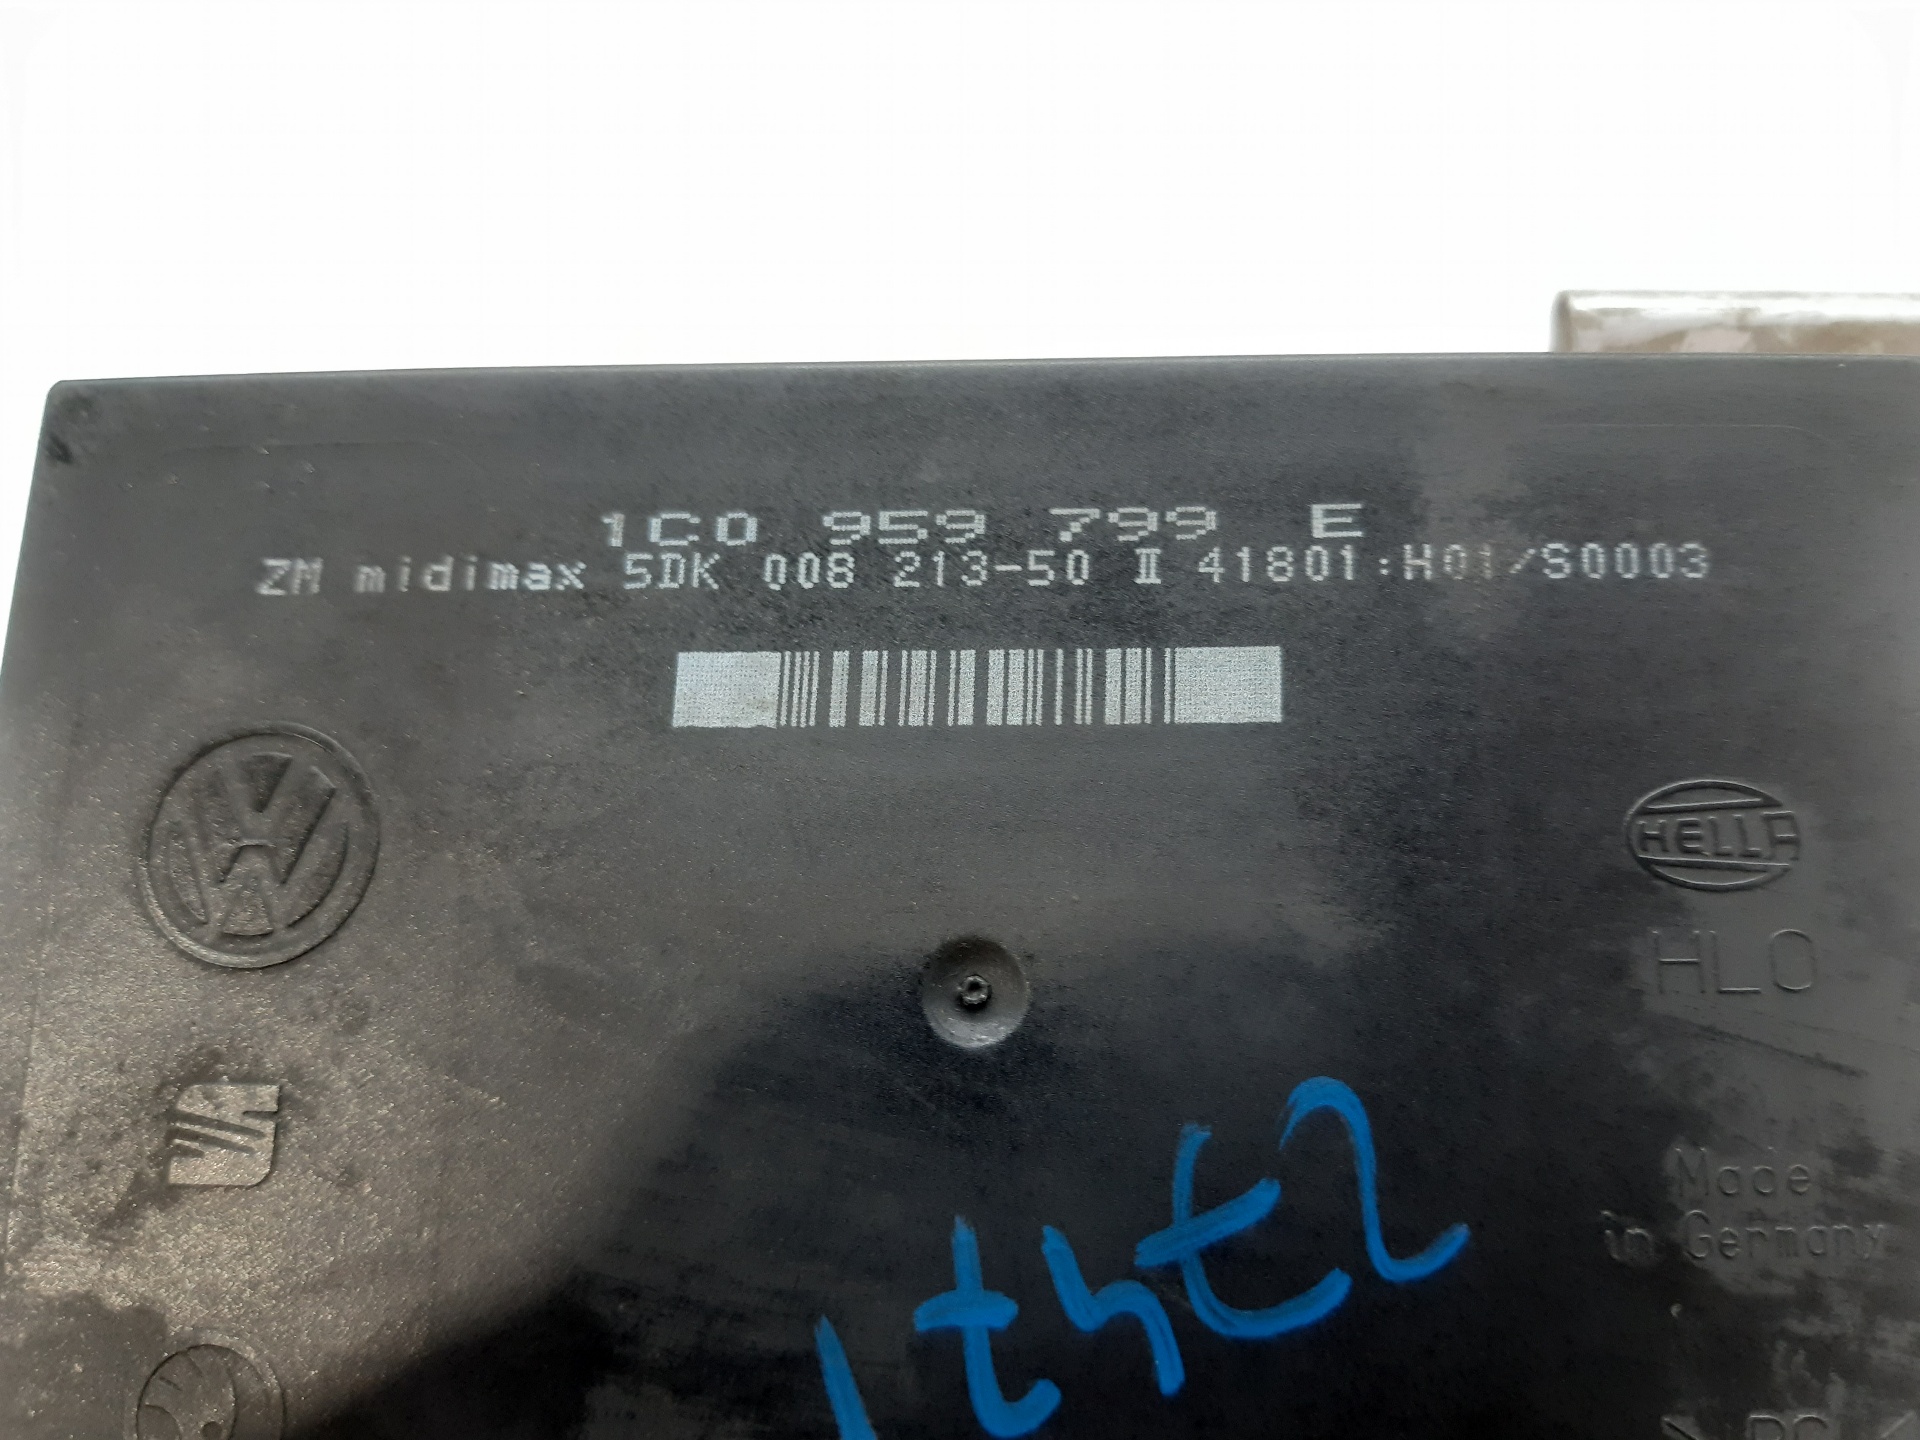 1C0 959 799 E
ZM midimax 5DK 008 213-50 II 41801:H01/S0003
HELLA
HLO
Made
in Germany